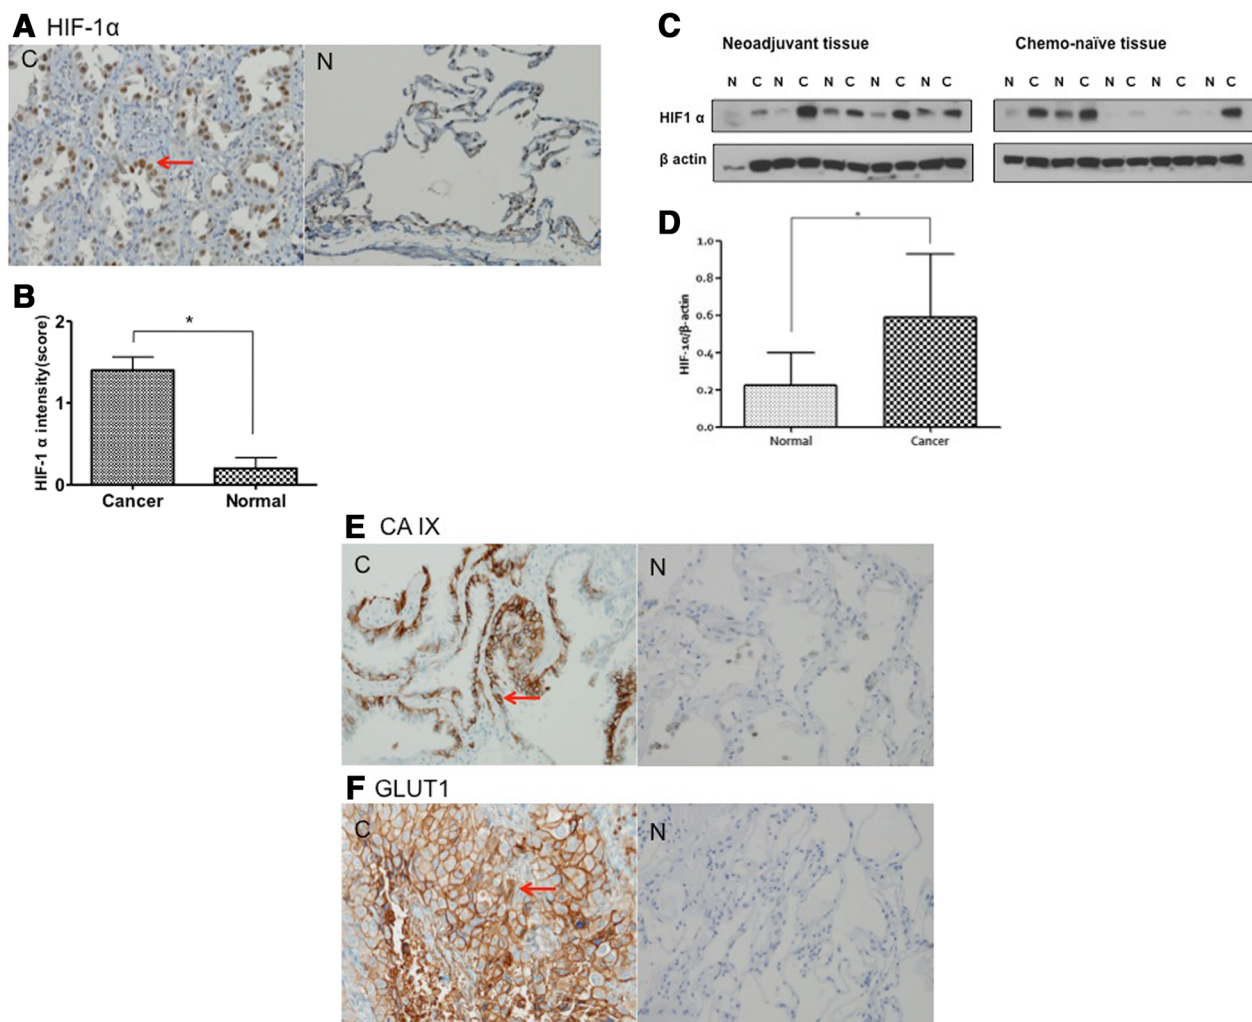 A HIF-1α
C
N
B
HIF-1 α intensity(score)
2
1
0
*
Cancer Normal
C
Neoadjuvant tissue Chemo-naïve tissue
N C N C N C N C N C N C N C N C N C N C
HIF1 α
β actin
D
HIF-1α/β-actin
1.0
0.8
0.6
0.4
0.2
0.0
*
Normal Cancer
E CA IX
C
N
F GLUT1
C
N